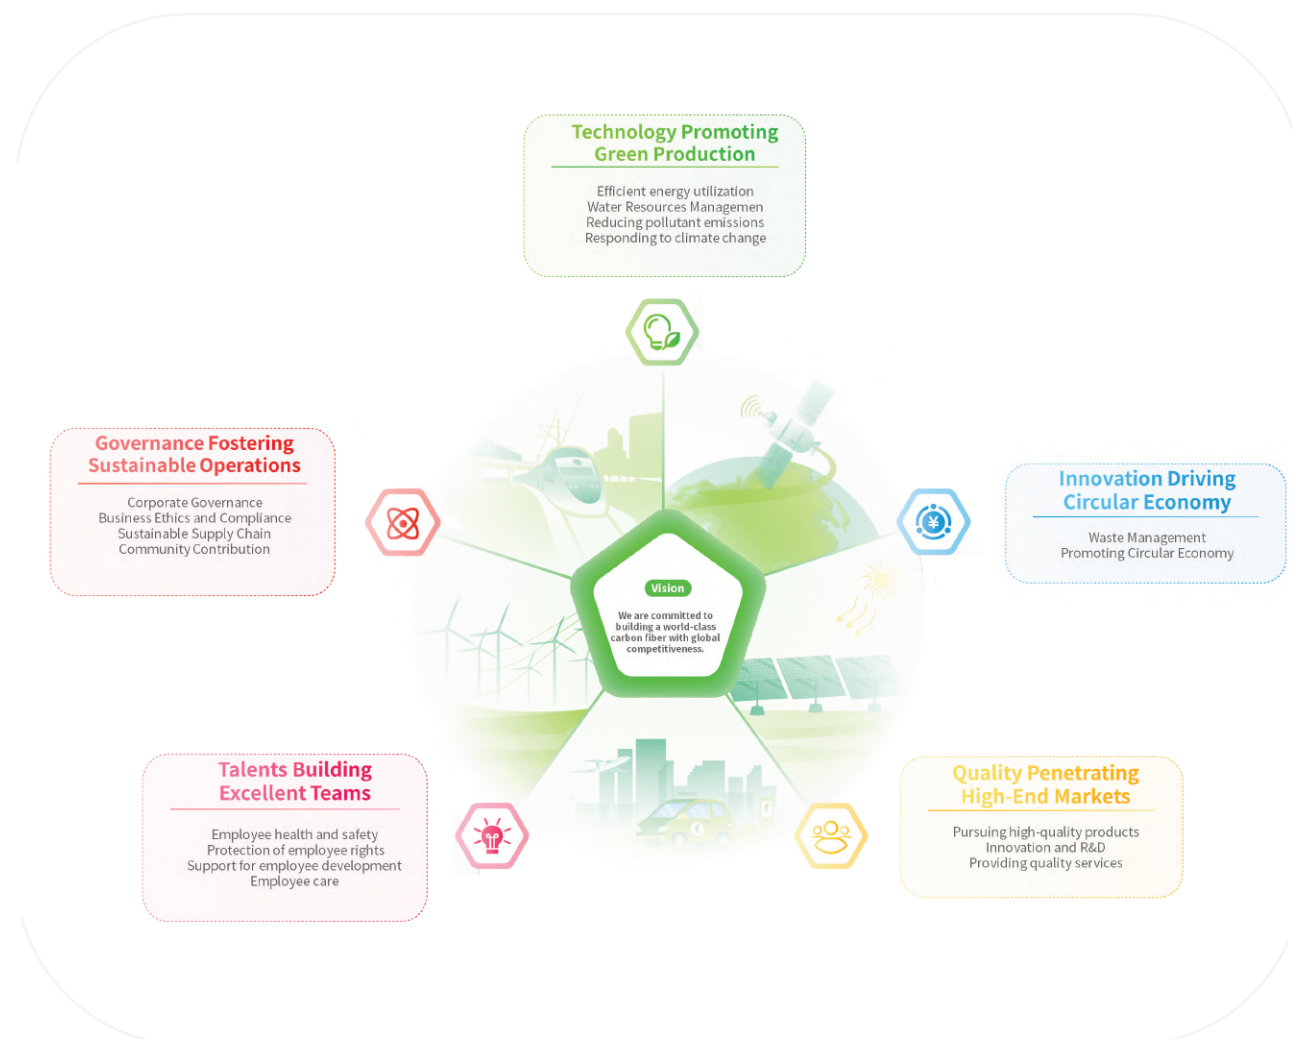 Technology Promoting
Green Production
Efficient energy utilization
Water Resources Managemen
Reducing pollutant emissions
Responding to climate change
Governance Fostering
Sustainable Operations
Corporate Governance
Business Ethics and Compliance
Sustainable Supply Chain
Community Contribution
Innovation Driving
Circular Economy
Waste Management
Promoting Circular Economy
¥
Vision
We are committed to
building a world-class
carbon fiber with global
competitiveness.
Talents Building
Excellent Teams
Employee health and safety
Protection of employee rights
Support for employee development
Employee care
Quality Penetrating
High-End Markets
Pursuing high-quality products
Innovation and R&D
Providing quality services